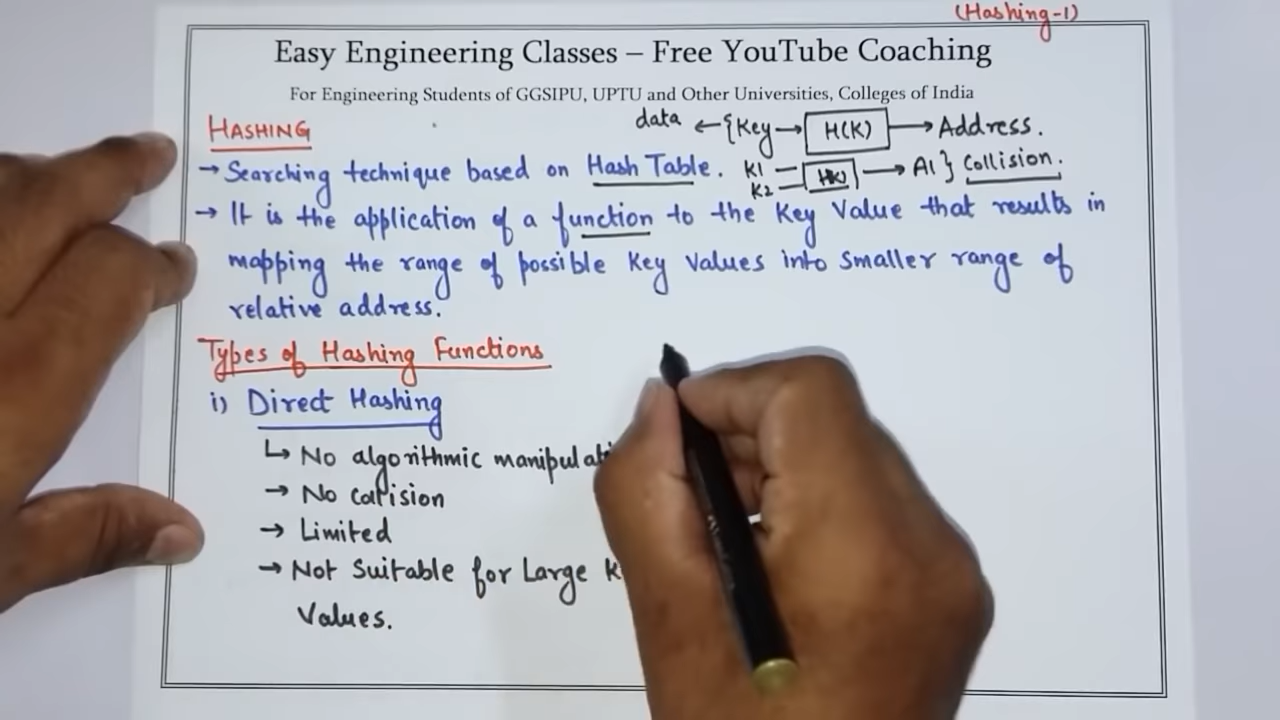 (Hashing-1)
Easy Engineering Classes – Free YouTube Coaching
For Engineering Students of GGSIPU, UPTU and Other Universities, Colleges of India
HASHING
data ← {Key → H(K) → Address.
→ Searching technique based on Hash Table.
K1
K2
H(K) → A1 } Collision.
→ It is the application of a function to the Key Value that results in
mapping the range of possible Key Values into smaller range of
relative address.
Types of Hashing Functions
i) Direct Hashing
↳ No algorithmic
→ No
→ Limited
→ Not Suitable for Large
Values.